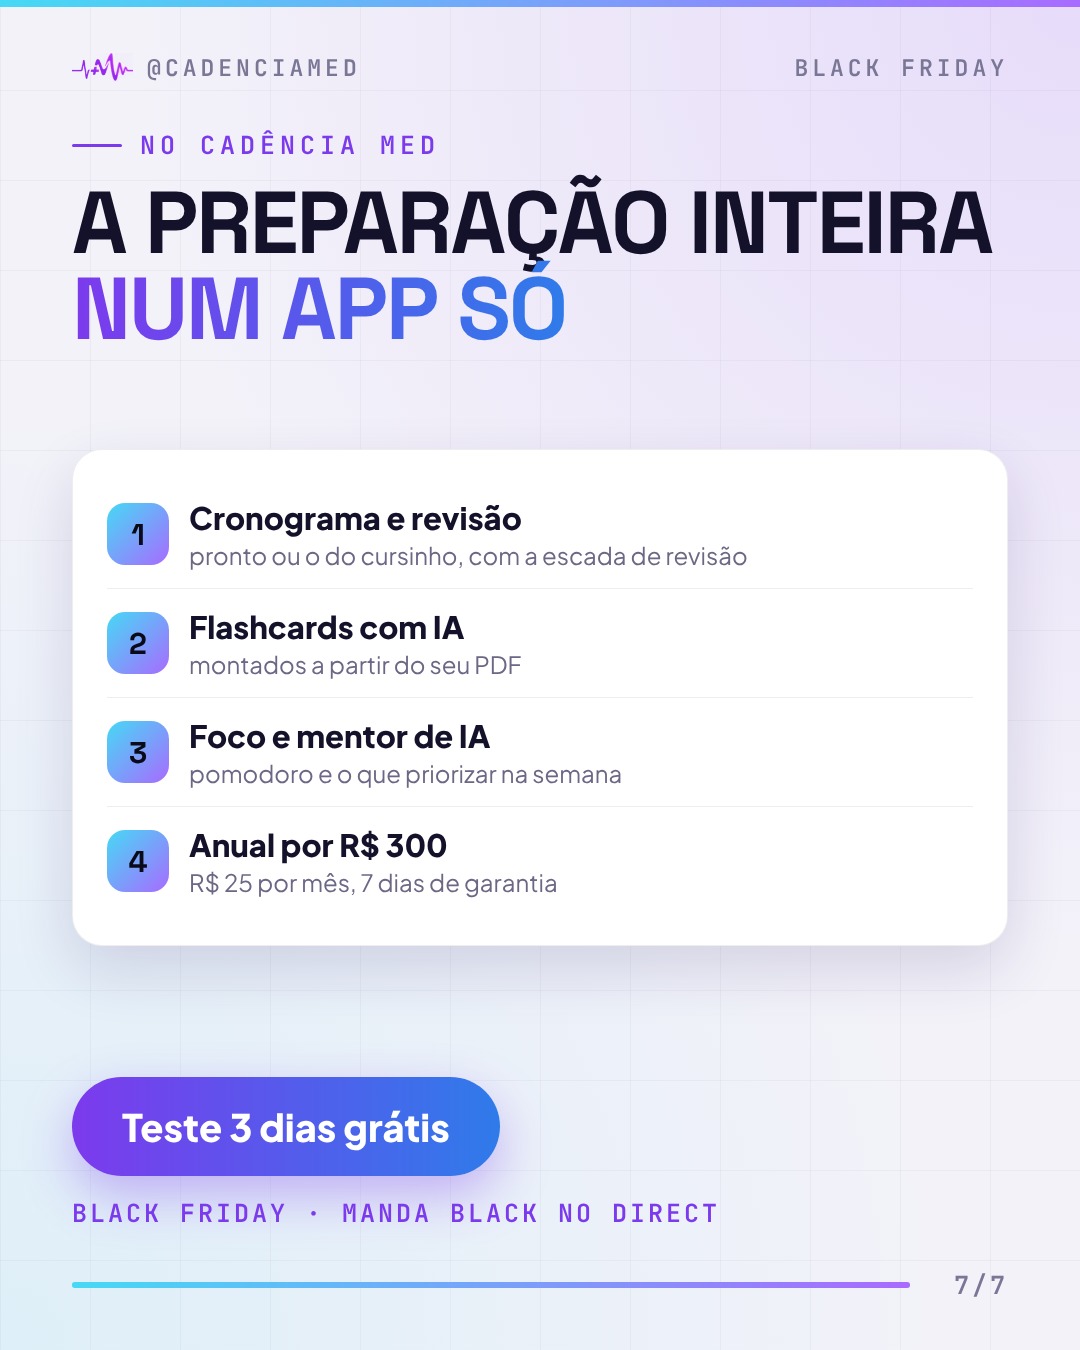 @CADENCIAMED
BLACK FRIDAY
NO CADÊNCIA MED
A PREPARAÇÃO INTEIRA
NUM APP SÓ
1
Cronograma e revisão
pronto ou o do cursinho, com a escada de revisão
2
Flashcards com IA
montados a partir do seu PDF
3
Foco e mentor de IA
pomodoro e o que priorizar na semana
4
Anual por R$ 300
R$ 25 por mês, 7 dias de garantia
Teste 3 dias grátis
BLACK FRIDAY · MANDA BLACK NO DIRECT
7/7